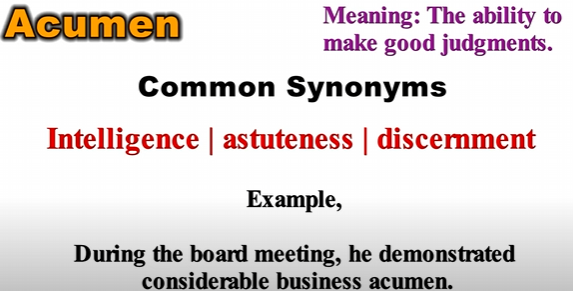 Acumen
Meaning: The ability to
make good judgments.
Common Synonyms
Intelligence | astuteness | discernment
Example,
During the board meeting, he demonstrated
considerable business acumen.